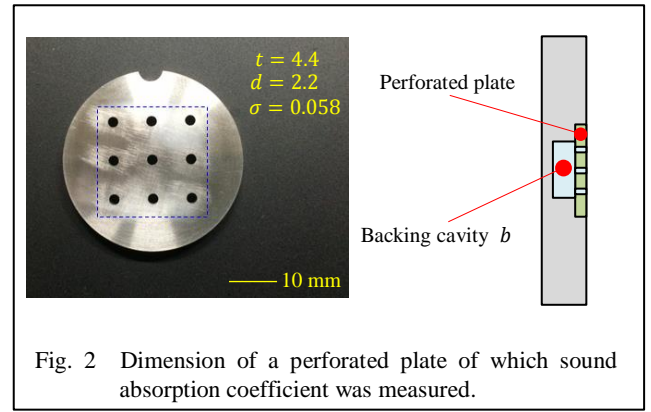 t = 4.4
d = 2.2
σ = 0.058
10 mm
Perforated plate
Backing cavity b
Fig. 2 Dimension of a perforated plate of which sound
absorption coefficient was measured.